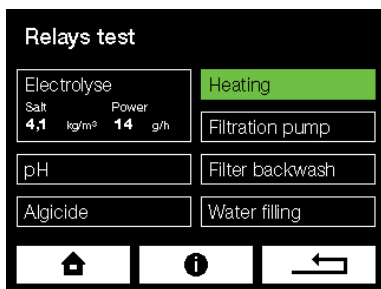 Relays test
Electrolyse
Salt Power
4,1 kg/m³ 14 g/h
pH
Algicide
Heating
Filtration pump
Filter backwash
Water filling